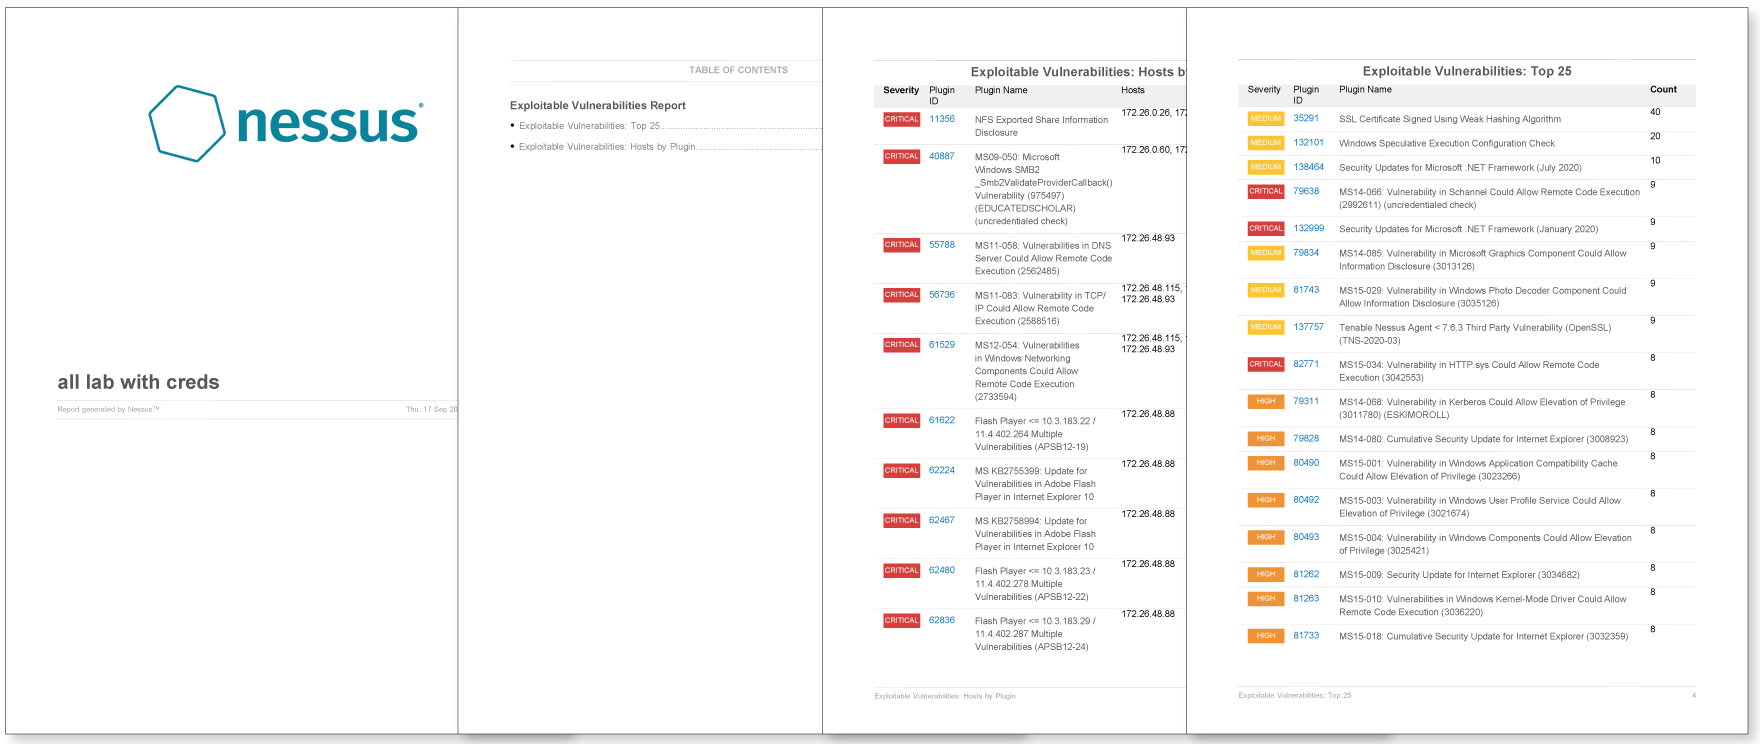 nessus®
all lab with creds
Report generated by Nessus™
Thu, 17 Sep 20
TABLE OF CONTENTS
Exploitable Vulnerabilities Report
• Exploitable Vulnerabilities: Top 25
• Exploitable Vulnerabilities: Hosts by Plugin
Exploitable Vulnerabilities: Hosts b
Severity Plugin ID Plugin Name Hosts
CRITICAL 11356 NFS Exported Share Information 172.26.0.26, 172
Disclosure
CRITICAL 40887 MS09-050: Microsoft 172.26.0.60, 172
Windows SMB2
_Smb2ValidateProviderCallback()
Vulnerability (975497)
(EDUCATEDSCHOLAR)
(uncredentialed check)
CRITICAL 55788 MS11-058: Vulnerabilities in DNS 172.26.48.93
Server Could Allow Remote Code
Execution (2562485)
CRITICAL 56736 MS11-083: Vulnerability in TCP/ 172.26.48.115,
IP Could Allow Remote Code 172.26.48.93
Execution (2588516)
CRITICAL 61529 MS12-054: Vulnerabilities 172.26.48.115,
in Windows Networking 172.26.48.93
Components Could Allow
Remote Code Execution
(2733594)
CRITICAL 61622 Flash Player <= 10.3.183.22 / 172.26.48.88
11.4.402.264 Multiple
Vulnerabilities (APSB12-19)
CRITICAL 62224 MS KB2755399: Update for 172.26.48.88
Vulnerabilities in Adobe Flash
Player in Internet Explorer 10
CRITICAL 62467 MS KB2758994: Update for 172.26.48.88
Vulnerabilities in Adobe Flash
Player in Internet Explorer 10
CRITICAL 62480 Flash Player <= 10.3.183.23 / 172.26.48.88
11.4.402.278 Multiple
Vulnerabilities (APSB12-22)
CRITICAL 62836 Flash Player <= 10.3.183.29 / 172.26.48.88
11.4.402.287 Multiple
Vulnerabilities (APSB12-24)
Exploitable Vulnerabilities: Hosts by Plugin
Exploitable Vulnerabilities: Top 25
Severity Plugin ID Plugin Name Count
MEDIUM 35291 SSL Certificate Signed Using Weak Hashing Algorithm 40
MEDIUM 132101 Windows Speculative Execution Configuration Check 20
MEDIUM 138464 Security Updates for Microsoft .NET Framework (July 2020) 10
CRITICAL 79638 MS14-066: Vulnerability in Schannel Could Allow Remote Code Execution 9
(2992611) (uncredentialed check)
CRITICAL 132999 Security Updates for Microsoft .NET Framework (January 2020) 9
MEDIUM 79834 MS14-085: Vulnerability in Microsoft Graphics Component Could Allow 9
Information Disclosure (3013126)
MEDIUM 81743 MS15-029: Vulnerability in Windows Photo Decoder Component Could 9
Allow Information Disclosure (3035126)
MEDIUM 137757 Tenable Nessus Agent < 7.6.3 Third Party Vulnerability (OpenSSL) 9
(TNS-2020-03)
CRITICAL 82771 MS15-034: Vulnerability in HTTP.sys Could Allow Remote Code 8
Execution (3042553)
HIGH 79311 MS14-068: Vulnerability in Kerberos Could Allow Elevation of Privilege 8
(3011780) (ESKIMOROLL)
HIGH 79828 MS14-080: Cumulative Security Update for Internet Explorer (3008923) 8
HIGH 80490 MS15-001: Vulnerability in Windows Application Compatibility Cache 8
Could Allow Elevation of Privilege (3023266)
HIGH 80492 MS15-003: Vulnerability in Windows User Profile Service Could Allow 8
Elevation of Privilege (3021674)
HIGH 80493 MS15-004: Vulnerability in Windows Components Could Allow Elevation 8
of Privilege (3025421)
HIGH 81262 MS15-009: Security Update for Internet Explorer (3034682) 8
HIGH 81263 MS15-010: Vulnerabilities in Windows Kernel-Mode Driver Could Allow 8
Remote Code Execution (3036220)
HIGH 81733 MS15-018: Cumulative Security Update for Internet Explorer (3032359) 8
Exploitable Vulnerabilities: Top 25 4